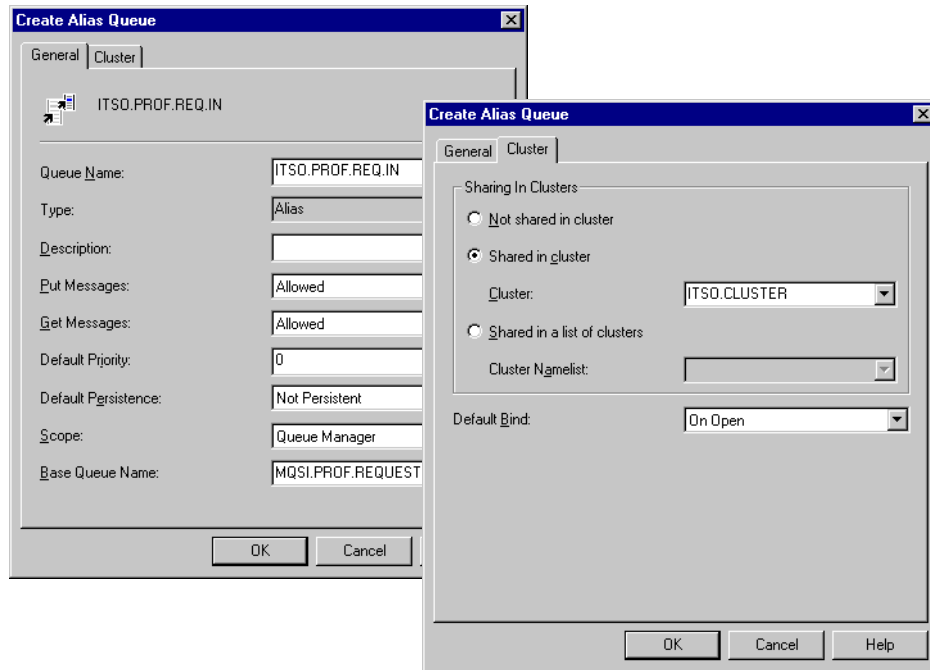 Create Alias Queue
General Cluster
ITSO.PROF.REQ.IN
Queue Name: ITSO.PROF.REQ.IN
Type: Alias
Description:
Put Messages: Allowed
Get Messages: Allowed
Default Priority: 0
Default Persistence: Not Persistent
Scope: Queue Manager
Base Queue Name: MQSI.PROF.REQUEST
OK Cancel
Create Alias Queue
General Cluster
Sharing In Clusters
Not shared in cluster
Shared in cluster
Cluster: ITSO.CLUSTER
Shared in a list of clusters
Cluster Namelist:
Default Bind: On Open
OK Cancel Help